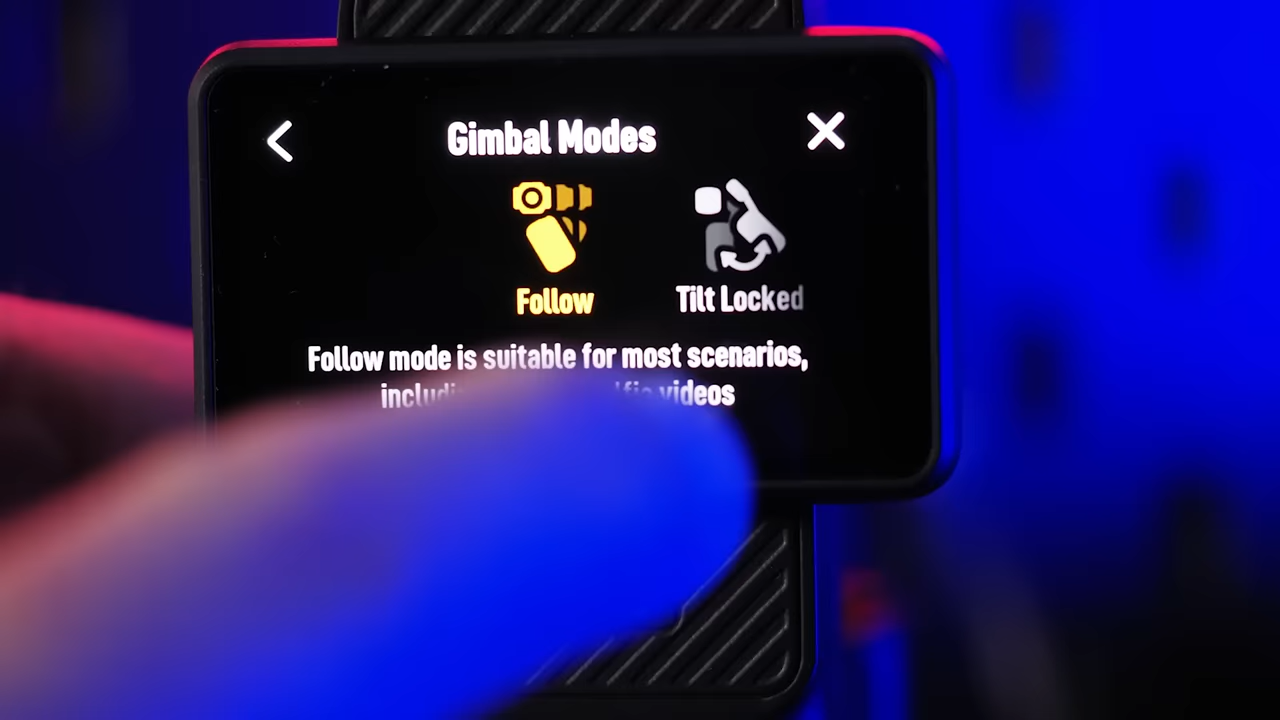 Gimbal Modes
Follow
Tilt Locked
Follow mode is suitable for most scenarios,
videos